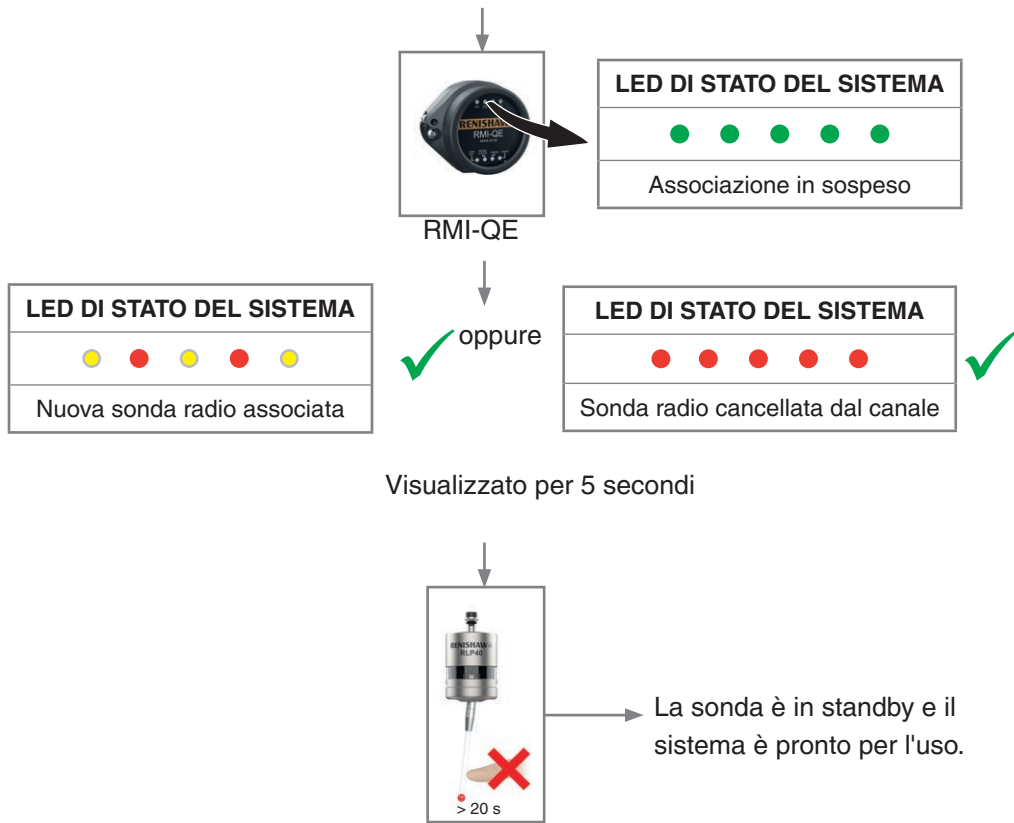 LED DI STATO DEL SISTEMA
Associazione in sospeso
RENISHAW
RMI-QE
RMI-QE
oppure
LED DI STATO DEL SISTEMA
Nuova sonda radio associata
LED DI STATO DEL SISTEMA
Sonda radio cancellata dal canale
Visualizzato per 5 secondi
RENISHAW
RLP40
> 20 s
La sonda è in standby e il
sistema è pronto per l'uso.